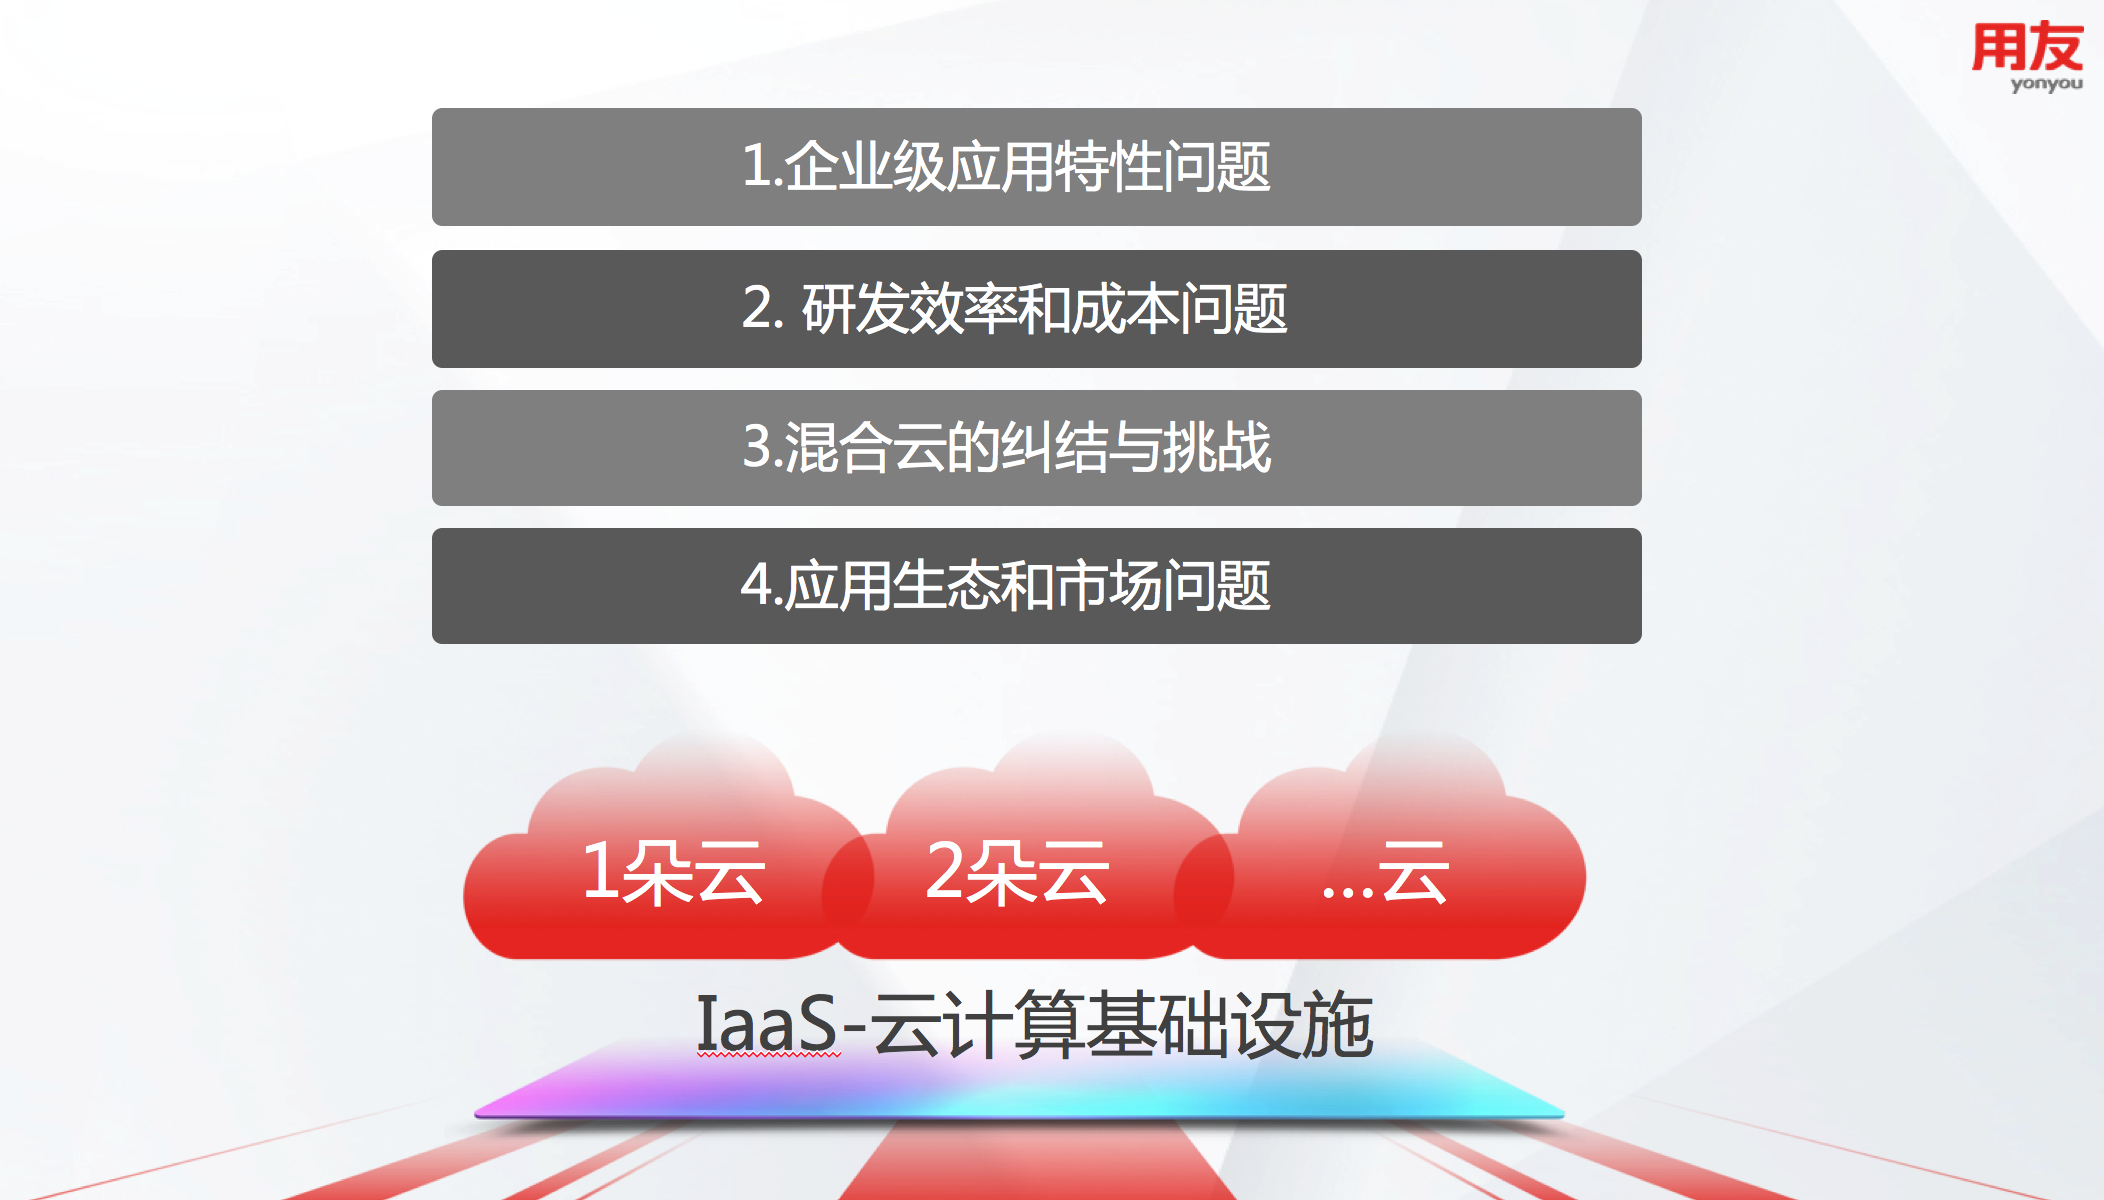 用友
yonyou
1.企业级应用特性问题
2. 研发效率和成本问题
3.混合云的纠结与挑战
4.应用生态和市场问题
1朵云
2朵云
...云
IaaS-云计算基础设施